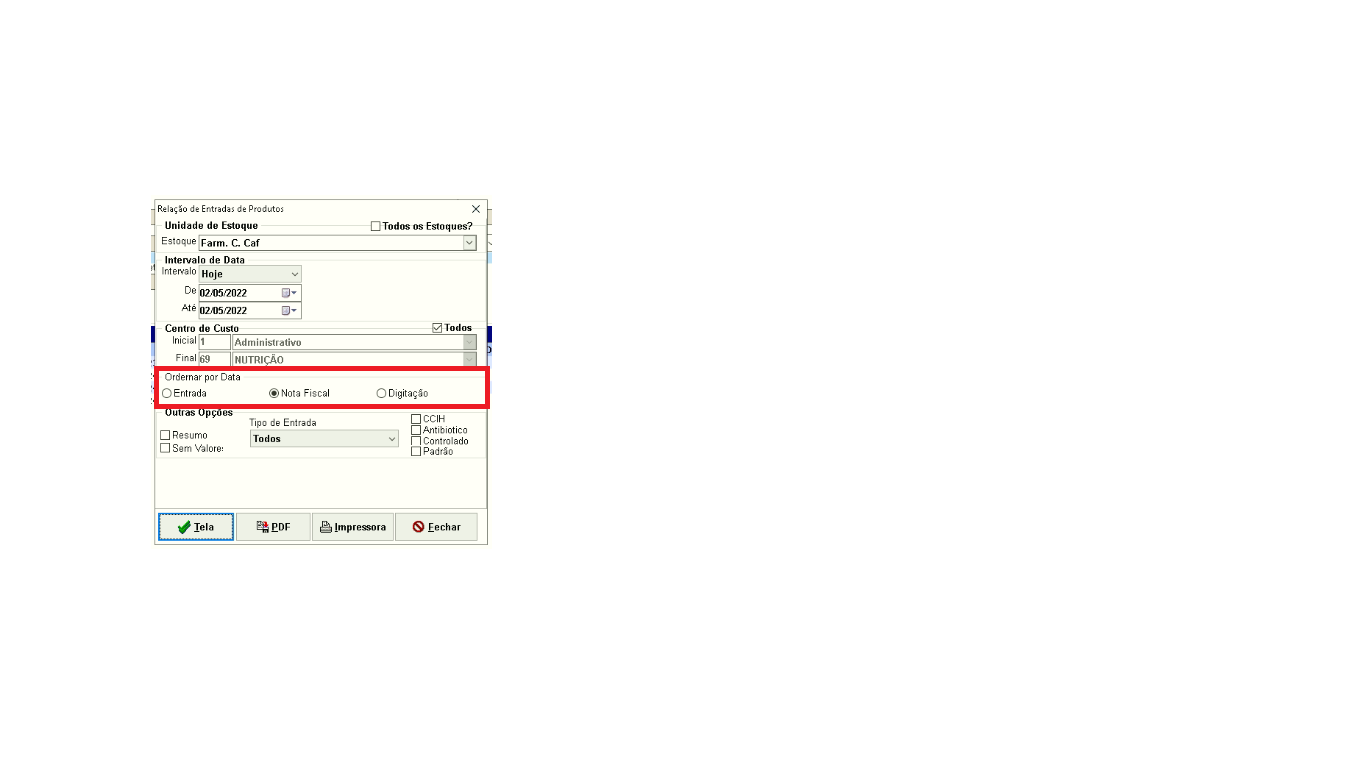 Relação de Entradas de Produtos
Unidade de Estoque Todos os Estoques?
Estoque Farm. C. Caf
Intervalo de Data
Intervalo Hoje
De 02/05/2022
Até 02/05/2022
Centro de Custo Todos
Inicial 1 Administrativo
Final 69 NUTRIÇÃO
Ordernar por Data
Entrada Nota Fiscal Digitação
Outras Opções
Tipo de Entrada
Todos
Resumo
Sem Valore
CCIH
Antibiotico
Controlado
Padrão
Tela PDF Impressora Fechar